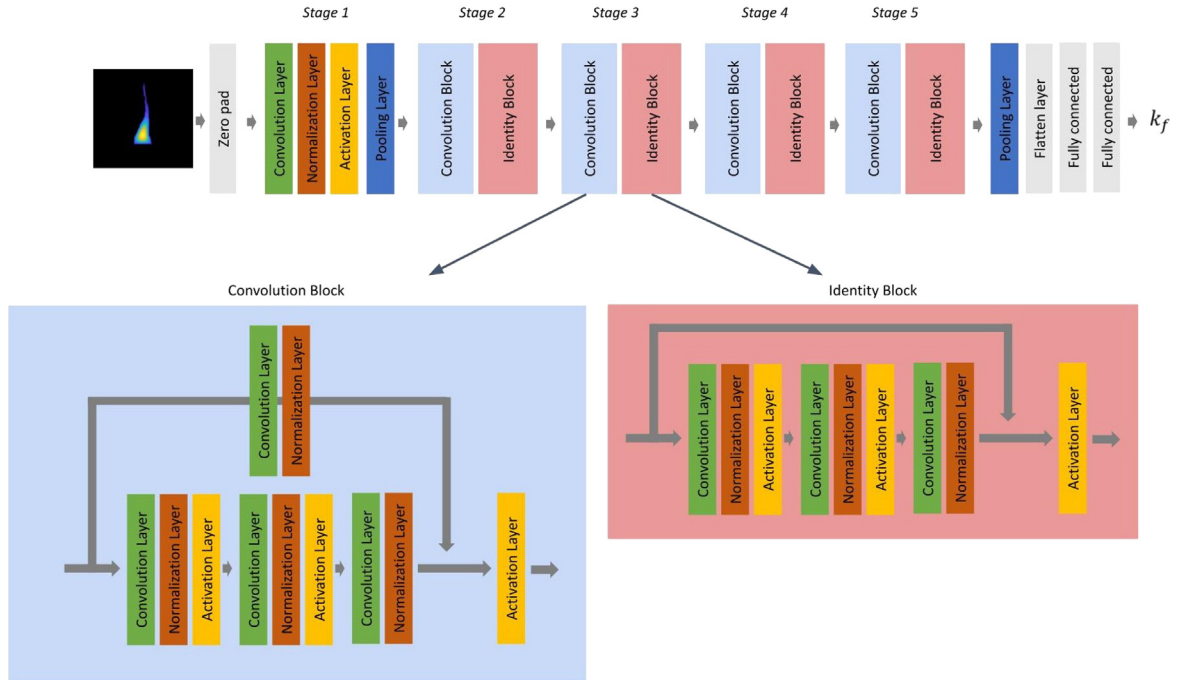 Stage 1
Stage 2
Stage 3
Stage 4
Stage 5
Zero pad
Convolution Layer
Normalization Layer
Activation Layer
Pooling Layer
Convolution Block
Identity Block
Convolution Block
Identity Block
Convolution Block
Identity Block
Convolution Block
Identity Block
Pooling Layer
Flatten layer
Fully connected
Fully connected
k_f
Convolution Block
Convolution Layer
Normalization Layer
Convolution Layer
Normalization Layer
Activation Layer
Convolution Layer
Normalization Layer
Activation Layer
Convolution Layer
Normalization Layer
Activation Layer
Identity Block
Convolution Layer
Normalization Layer
Activation Layer
Convolution Layer
Normalization Layer
Activation Layer
Convolution Layer
Normalization Layer
Activation Layer